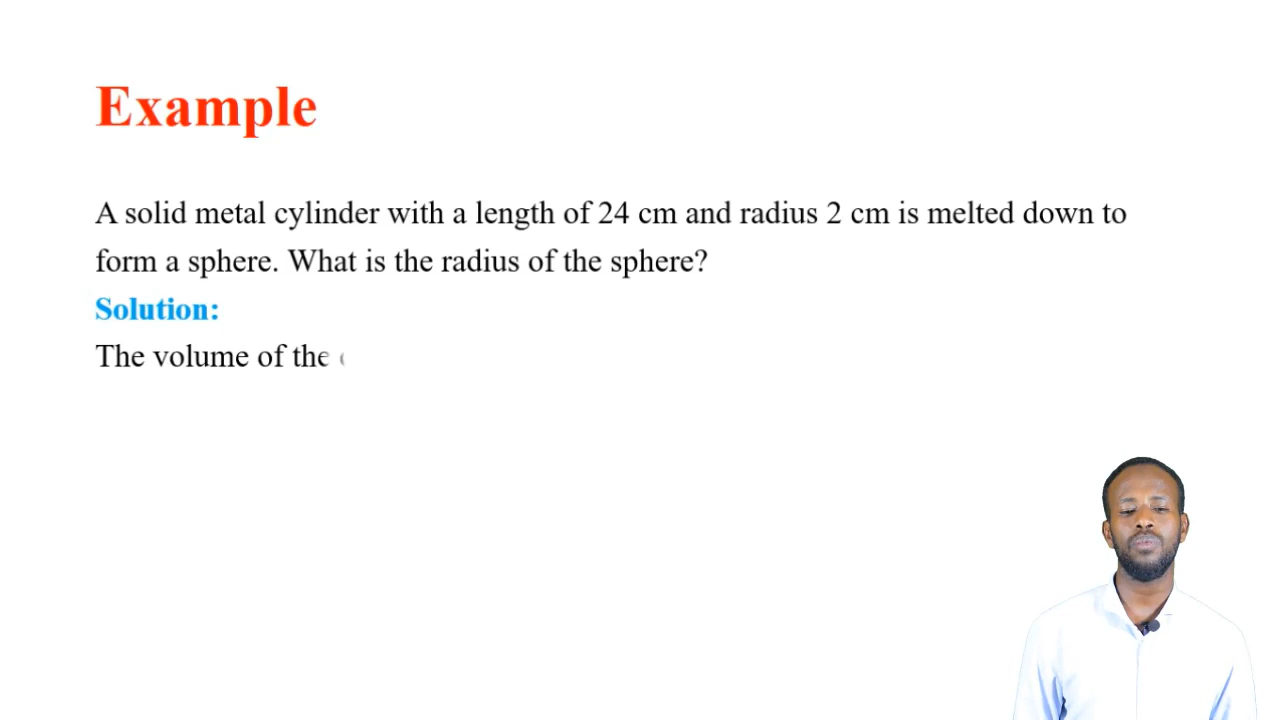 Example
A solid metal cylinder with a length of 24 cm and radius 2 cm is melted down to
form a sphere. What is the radius of the sphere?
Solution:
The volume of the